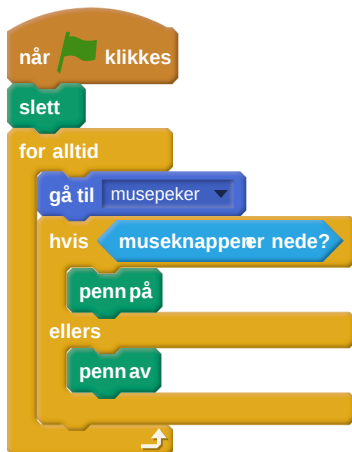 når klikkes
slett
for alltid
gå til musepeker
hvis museknappen er nede?
penn på
ellers
penn av